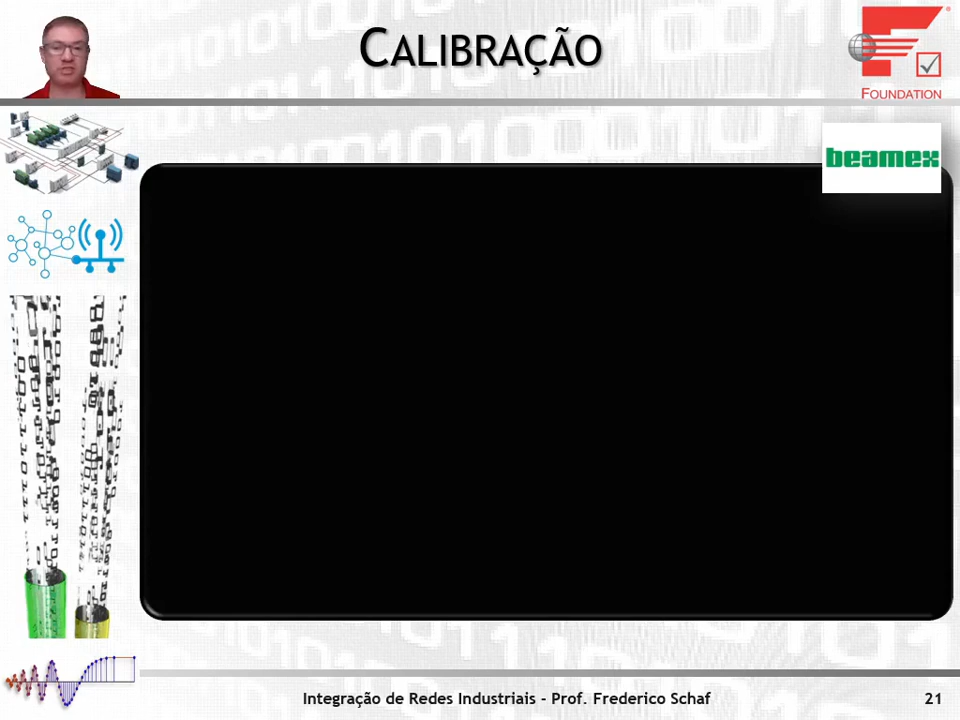 CALIBRAÇÃO
FOUNDATION
beamex
Integração de Redes Industriais - Prof. Frederico Schaf
21